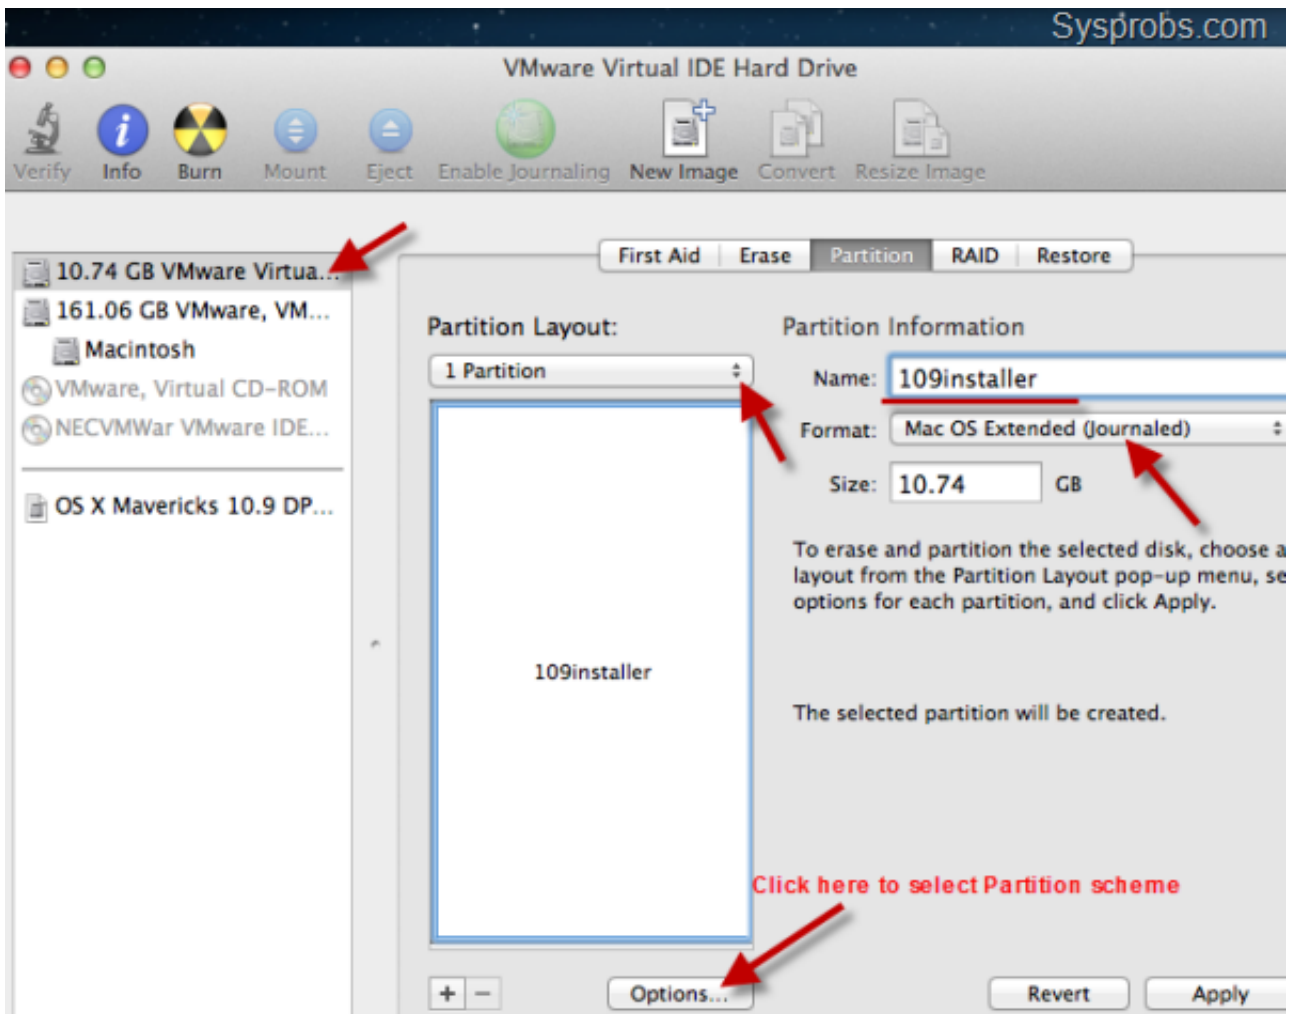 Sysprobs.com
VMware Virtual IDE Hard Drive
Verify Info Burn Mount Eject Enable Journaling New Image Convert Resize Image
First Aid Erase Partition RAID Restore
10.74 GB VMware Virtua...
161.06 GB VMware, VM...
Macintosh
VMware, Virtual CD-ROM
NECVMWar VMware IDE...
OS X Mavericks 10.9 DP...
Partition Layout:
1 Partition
109installer
Partition Information
Name: 109installer
Format: Mac OS Extended (Journaled)
Size: 10.74 GB
To erase and partition the selected disk, choose a
layout from the Partition Layout pop-up menu, se
options for each partition, and click Apply.
The selected partition will be created.
Click here to select Partition scheme
+ − Options... Revert Apply